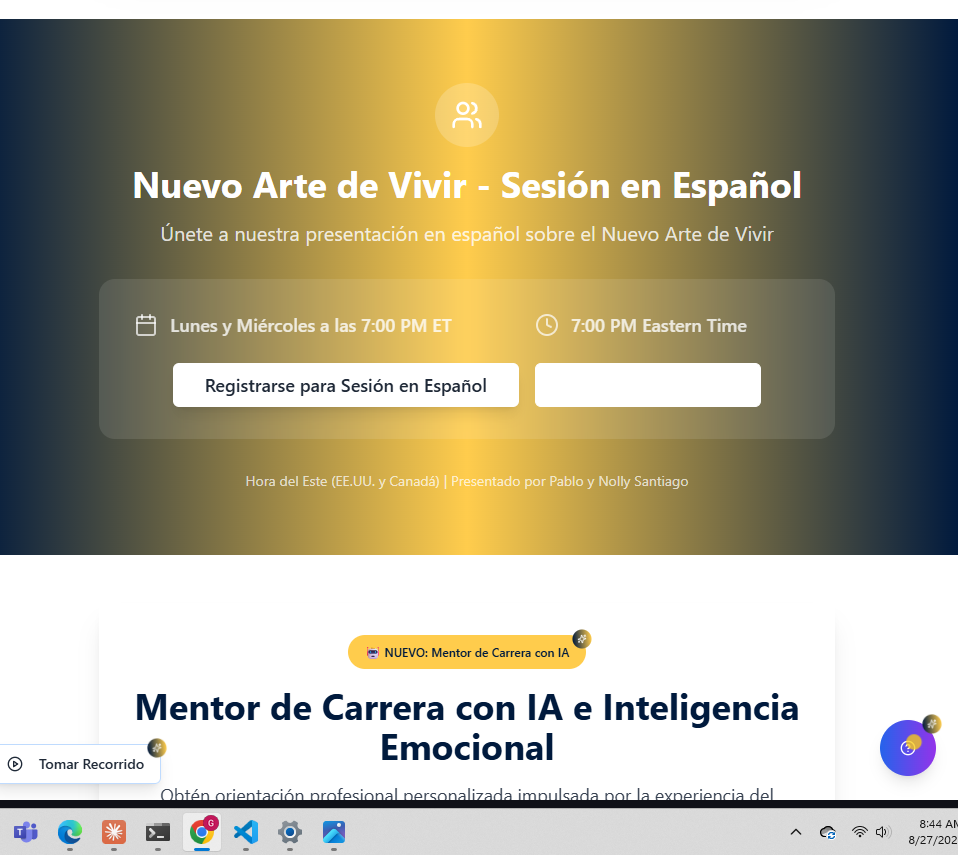 Nuevo Arte de Vivir - Sesión en Español
Únete a nuestra presentación en español sobre el Nuevo Arte de Vivir
Lunes y Miércoles a las 7:00 PM ET
7:00 PM Eastern Time
Registrarse para Sesión en Español
Hora del Este (EE.UU. y Canadá) | Presentado por Pablo y Nolly Santiago
NUEVO: Mentor de Carrera con IA
Mentor de Carrera con IA e Inteligencia
Emocional
Tomar Recorrido
Obtén orientación profesional personalizada impulsada por la experiencia del
G
8:44 AM
8/27/202